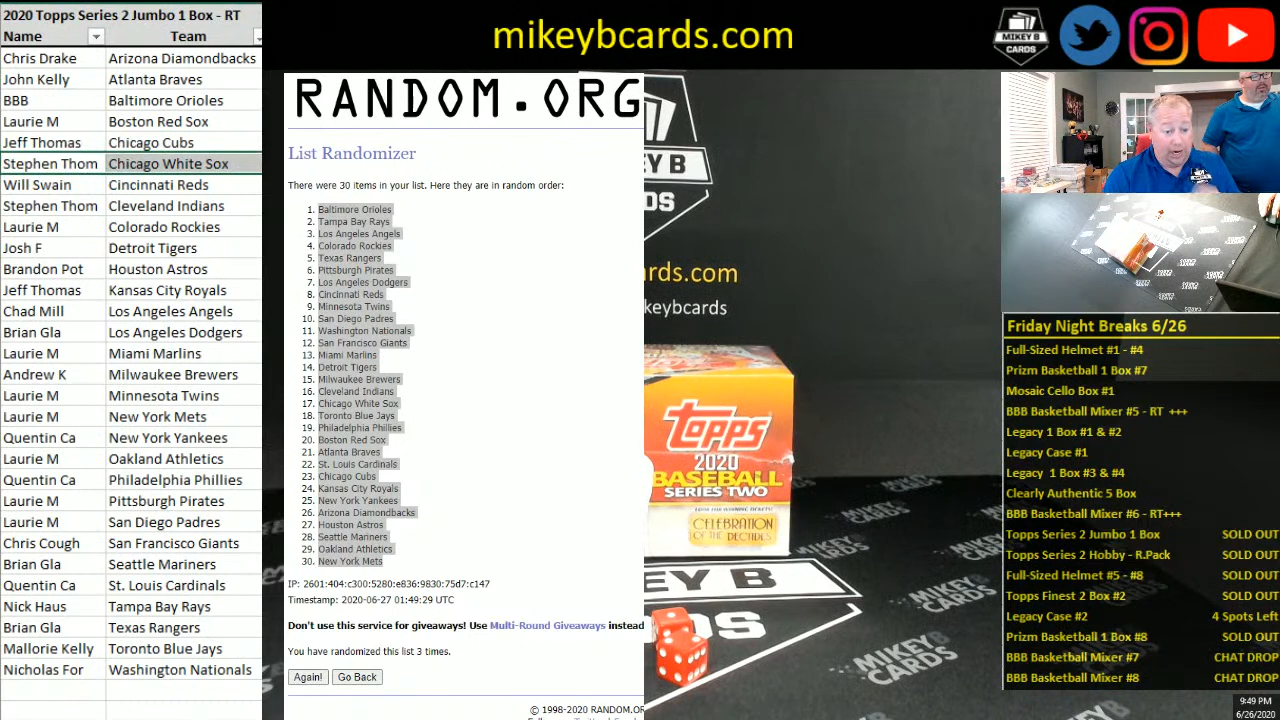 2020 Topps Series 2 Jumbo 1 Box - RT
Name Team
Chris Drake Arizona Diamondbacks
John Kelly Atlanta Braves
BBB Baltimore Orioles
Laurie M Boston Red Sox
Jeff Thomas Chicago Cubs
Stephen Thom Chicago White Sox
Will Swain Cincinnati Reds
Stephen Thom Cleveland Indians
Laurie M Colorado Rockies
Josh F Detroit Tigers
Brandon Pot Houston Astros
Jeff Thomas Kansas City Royals
Chad Mill Los Angeles Angels
Brian Gla Los Angeles Dodgers
Laurie M Miami Marlins
Andrew K Milwaukee Brewers
Laurie M Minnesota Twins
Laurie M New York Mets
Quentin Ca New York Yankees
Laurie M Oakland Athletics
Quentin Ca Philadelphia Phillies
Laurie M Pittsburgh Pirates
Laurie M San Diego Padres
Chris Cough San Francisco Giants
Brian Gla Seattle Mariners
Quentin Ca St. Louis Cardinals
Nick Haus Tampa Bay Rays
Brian Gla Texas Rangers
Mallorie Kelly Toronto Blue Jays
Nicholas For Washington Nationals
mikeybcards.com
MIKEY B
CARDS
RANDOM.ORG
List Randomizer
There were 30 items in your list. Here they are in random order:
1. Baltimore Orioles
2. Tampa Bay Rays
3. Los Angeles Angels
4. Colorado Rockies
5. Texas Rangers
6. Pittsburgh Pirates
7. Los Angeles Dodgers
8. Cincinnati Reds
9. Minnesota Twins
10. San Diego Padres
11. Washington Nationals
12. San Francisco Giants
13. Miami Marlins
14. Detroit Tigers
15. Milwaukee Brewers
16. Cleveland Indians
17. Chicago White Sox
18. Toronto Blue Jays
19. Philadelphia Phillies
20. Boston Red Sox
21. Atlanta Braves
22. St. Louis Cardinals
23. Chicago Cubs
24. Kansas City Royals
25. New York Yankees
26. Arizona Diamondbacks
27. Houston Astros
28. Seattle Mariners
29. Oakland Athletics
30. New York Mets
IP: 2601:404:c300:5280:e836:9830:75d7:c147
Timestamp: 2020-06-27 01:49:29 UTC
Don't use this service for giveaways! Use Multi-Round Giveaways instead
You have randomized this list 3 times.
Again! Go Back
© 1998-2020 RANDOM.OR
EY B
DS
rds.com
keybcards
Topps
2020
BASEBALL
SERIES TWO
CELEBRATION
OF THE DECADES
KEY B
DS
MIKEY B
CARDS
MIKEY B
CARDS
Friday Night Breaks 6/26
Full-Sized Helmet #1 - #4
Prizm Basketball 1 Box #7
Mosaic Cello Box #1
BBB Basketball Mixer #5 - RT +++
Legacy 1 Box #1 & #2
Legacy Case #1
Legacy 1 Box #3 & #4
Clearly Authentic 5 Box
BBB Basketball Mixer #6 - RT+++
Topps Series 2 Jumbo 1 Box SOLD OUT
Topps Series 2 Hobby - R.Pack SOLD OUT
Full-Sized Helmet #5 - #8 SOLD OUT
Topps Finest 2 Box #2 SOLD OUT
Legacy Case #2 4 Spots Left
Prizm Basketball 1 Box #8 SOLD OUT
BBB Basketball Mixer #7 CHAT DROP
BBB Basketball Mixer #8 CHAT DROP
9:49 PM
6/26/2020